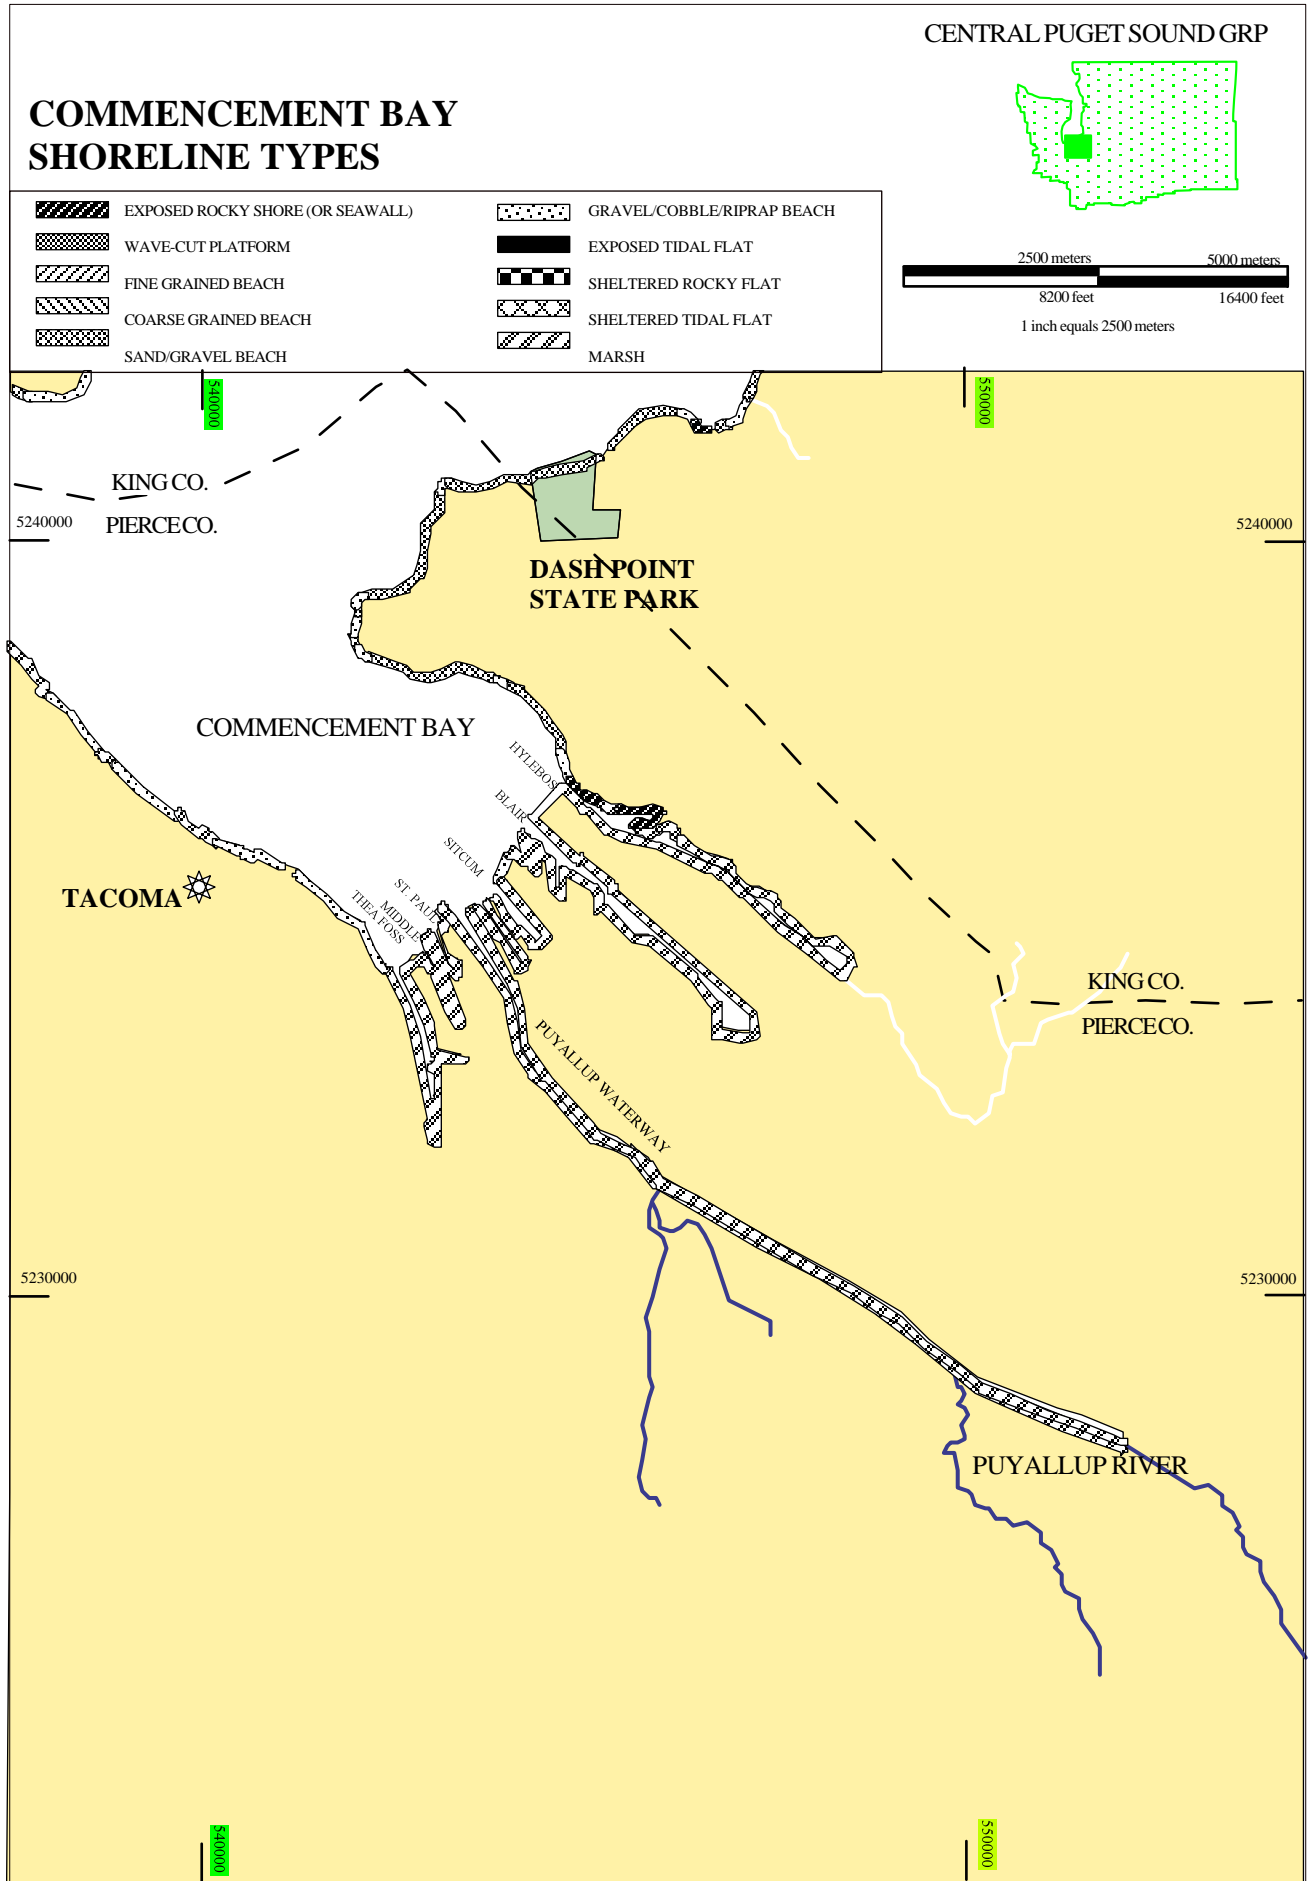 CENTRAL PUGET SOUND GRP
COMMENCEMENT BAY
SHORELINE TYPES
EXPOSED ROCKY SHORE (OR SEAWALL)
WAVE-CUT PLATFORM
FINE GRAINED BEACH
COARSE GRAINED BEACH
SAND/GRAVEL BEACH
GRAVEL/COBBLE/RIPRAP BEACH
EXPOSED TIDAL FLAT
SHELTERED ROCKY FLAT
SHELTERED TIDAL FLAT
MARSH
2500 meters
5000 meters
8200 feet
16400 feet
1 inch equals 2500 meters
540000
550000
KING CO.
PIERCE CO.
5240000
5240000
DASH POINT
STATE PARK
COMMENCEMENT BAY
HYLEBOS
BLAIR
SITCUM
ST. PAUL
MIDDLE
THEA FOSS
TACOMA
KING CO.
PIERCE CO.
PUYALLUP WATERWAY
5230000
5230000
PUYALLUP RIVER
540000
550000